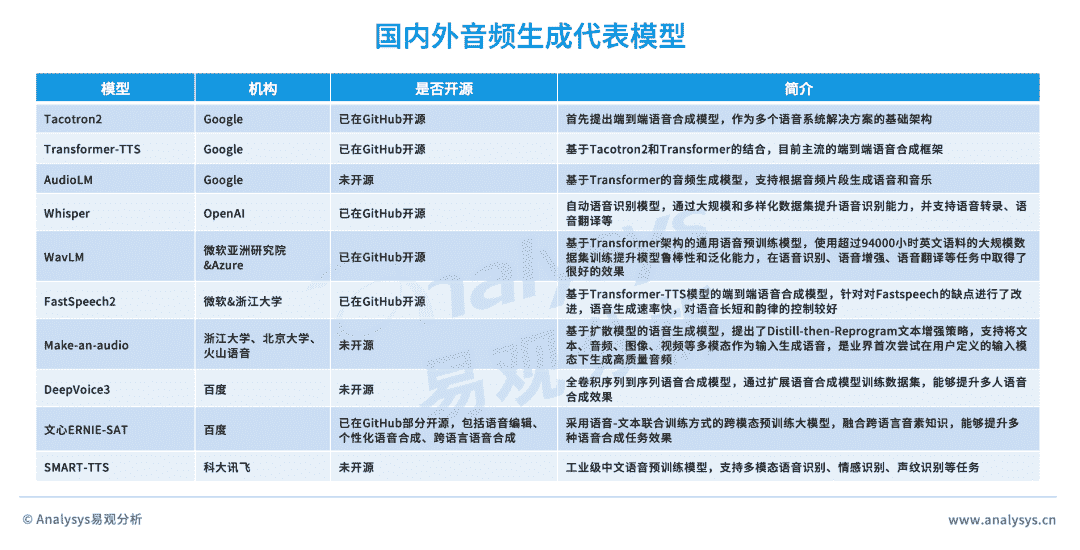 国内外音频生成代表模型
模型 机构 是否开源 简介
Tacotron2 Google 已在GitHub开源 首先提出端到端语音合成模型，作为多个语音系统解决方案的基础架构
Transformer-TTS Google 已在GitHub开源 基于Tacotron2和Transformer的结合，目前主流的端到端语音合成框架
AudioLM Google 未开源 基于Transformer的音频生成模型，支持根据音频片段生成语音和音乐
Whisper OpenAI 已在GitHub开源 自动语音识别模型，通过大规模和多样化数据集提升语音识别能力，并支持语音转录、语
音翻译等
WavLM 微软亚洲研究院
&Azure
已在GitHub开源 基于Transformer架构的通用语音预训练模型，使用超过94000小时英文语料的大规模数
据集训练提升模型鲁棒性和泛化能力，在语音识别、语音增强、语音翻译等任务中取得了
很好的效果
FastSpeech2 微软&浙江大学 已在GitHub开源 基于Transformer-TTS模型的端到端语音合成模型，针对对Fastspeech的缺点进行了改
进，语音生成速率快，对语音长短和韵律的控制较好
Make-an-audio 浙江大学、北京大学、
火山语音
未开源 基于扩散模型的语音生成模型，提出了Distill-then-Reprogram文本增强策略，支持将文
本、音频、图像、视频等多模态作为输入生成语音，是业界首次尝试在用户定义的输入模
态下生成高质量音频
DeepVoice3 百度 未开源 全卷积序列到序列语音合成模型，通过扩展语音合成模型训练数据集，能够提升多人语音
合成效果
文心ERNIE-SAT 百度 已在GitHub部分开源，包括语音编辑、
个性化语音合成、跨语言语音合成
采用语音-文本联合训练方式的跨模态预训练大模型，融合跨语言音素知识，能够提升多
种语音合成任务效果
SMART-TTS 科大讯飞 未开源 工业级中文语音预训练模型，支持多模态语音识别、情感识别、声纹识别等任务
Analysys
易观分析
© Analysys易观分析 www.analysys.cn